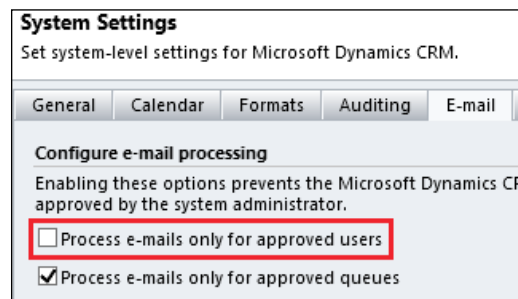 System Settings
Set system-level settings for Microsoft Dynamics CRM.
General Calendar Formats Auditing E-mail
Configure e-mail processing
Enabling these options prevents the Microsoft Dynamics
approved by the system administrator.
Process e-mails only for approved users
Process e-mails only for approved queues